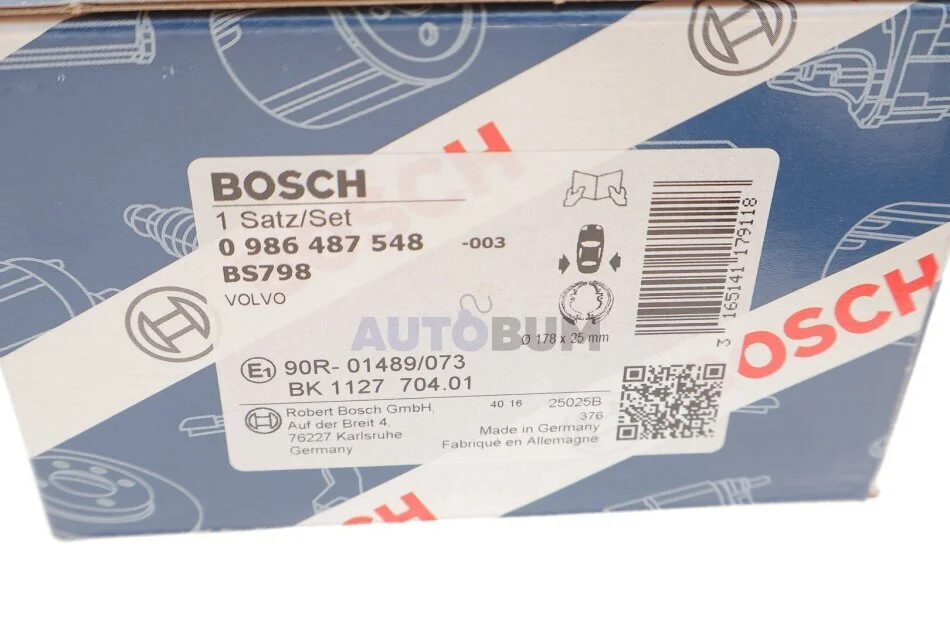 BOSCH
BOSCH
1 Satz/Set
0 986 487 548 -003
BS798
VOLVO
AUTOBUM
Ø 178 x 25 mm
3 165141 179118
BOSCH
E1 90R- 01489/073
BK 1127 704.01
Robert Bosch GmbH,
Auf der Breit 4,
76227 Karlsruhe
Germany
40 16 25025B
376
Made in Germany
Fabriqué en Allemagne
CH